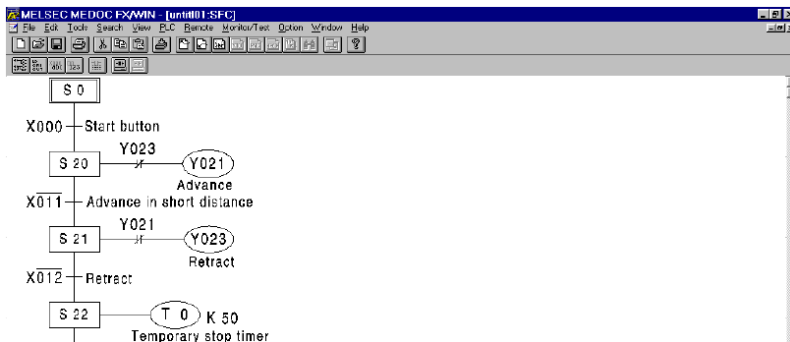 MELSEC MEDOC FX/WIN - [untitl01:SFC]
File Edit Tools Search View PLC Remote Monitor/Test Option Window Help
S 0
X000 Start button
Y023
S 20 Y021
Advance
X011 Advance in short distance
Y021
S 21 Y023
Retract
X012 Retract
S 22 T 0 K 50
Temporary stop timer